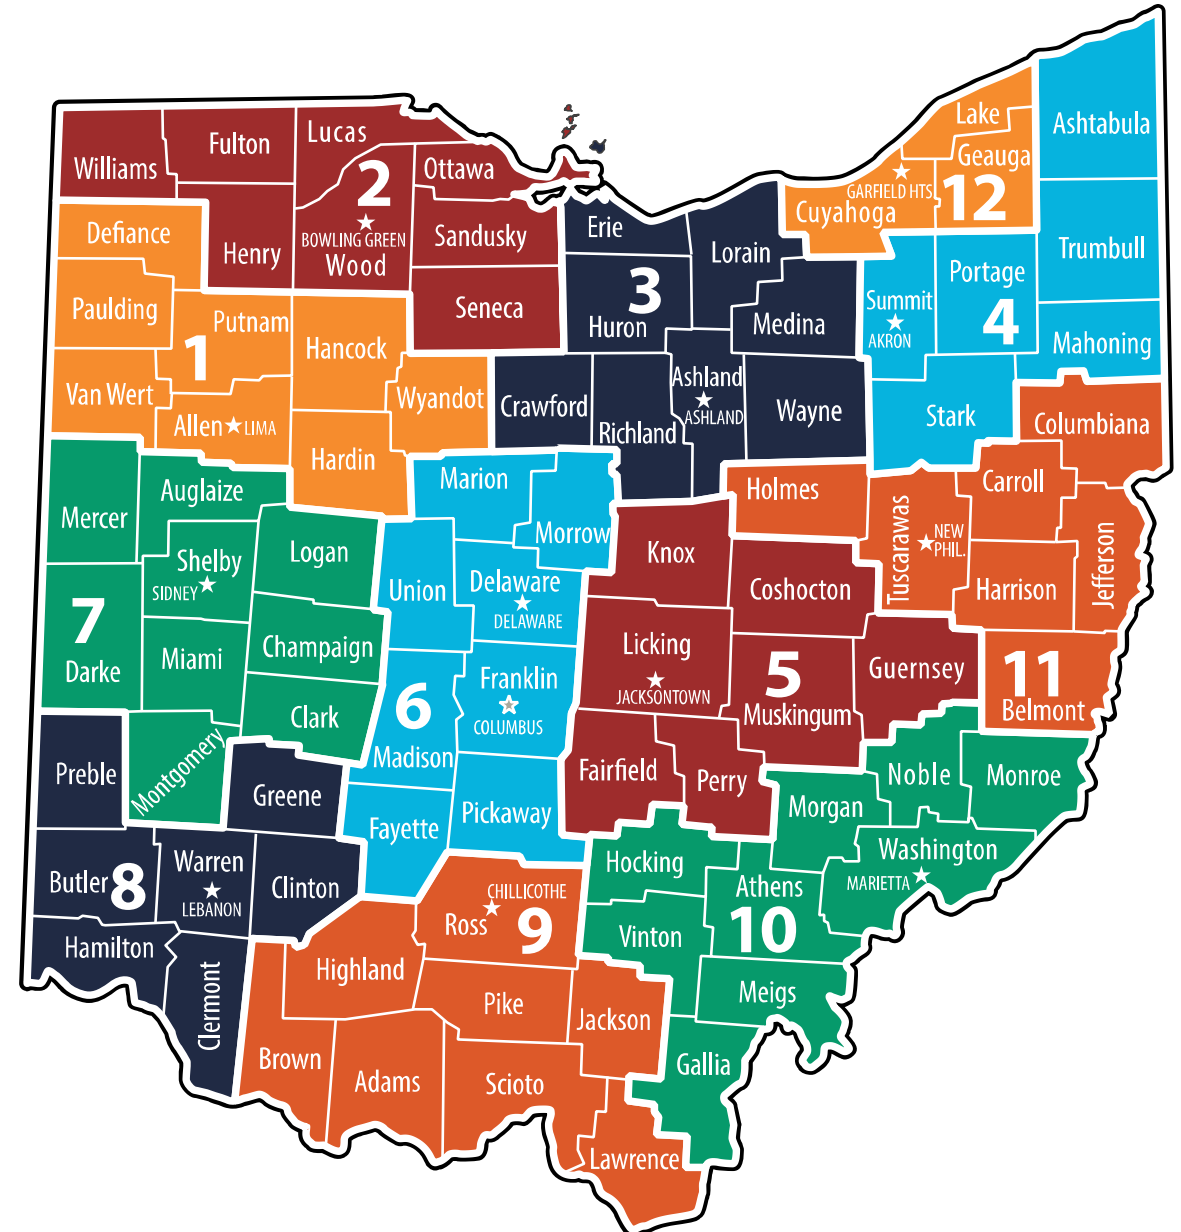 Williams
Fulton
Lucas
2
BOWLING GREEN
Wood
Ottawa
Henry
Sandusky
Seneca
Defiance
Paulding
Putnam
1
Van Wert
Allen
LIMA
Hancock
Wyandot
Hardin
Erie
3
Huron
Lorain
Medina
Crawford
Richland
Ashland
ASHLAND
Wayne
Lake
Geauga
GARFIELD HTS
Cuyahoga
12
Ashtabula
Trumbull
Portage
4
Summit
AKRON
Mahoning
Stark
Columbiana
Carroll
Holmes
Tuscarawas
NEW
PHIL.
Harrison
Jefferson
11
Belmont
Mercer
Auglaize
Shelby
SIDNEY
Logan
7
Darke
Miami
Champaign
Clark
Montgomery
Marion
Morrow
Union
Delaware
DELAWARE
Franklin
COLUMBUS
6
Madison
Fayette
Pickaway
Knox
Coshocton
Licking
JACKSONTOWN
5
Muskingum
Guernsey
Fairfield
Perry
Preble
Greene
Butler
8
Warren
LEBANON
Clinton
Hamilton
Clermont
CHILLICOTHE
Ross
9
Highland
Pike
Jackson
Brown
Adams
Scioto
Lawrence
Noble
Monroe
Morgan
Washington
MARIETTA
Hocking
Athens
10
Vinton
Meigs
Gallia